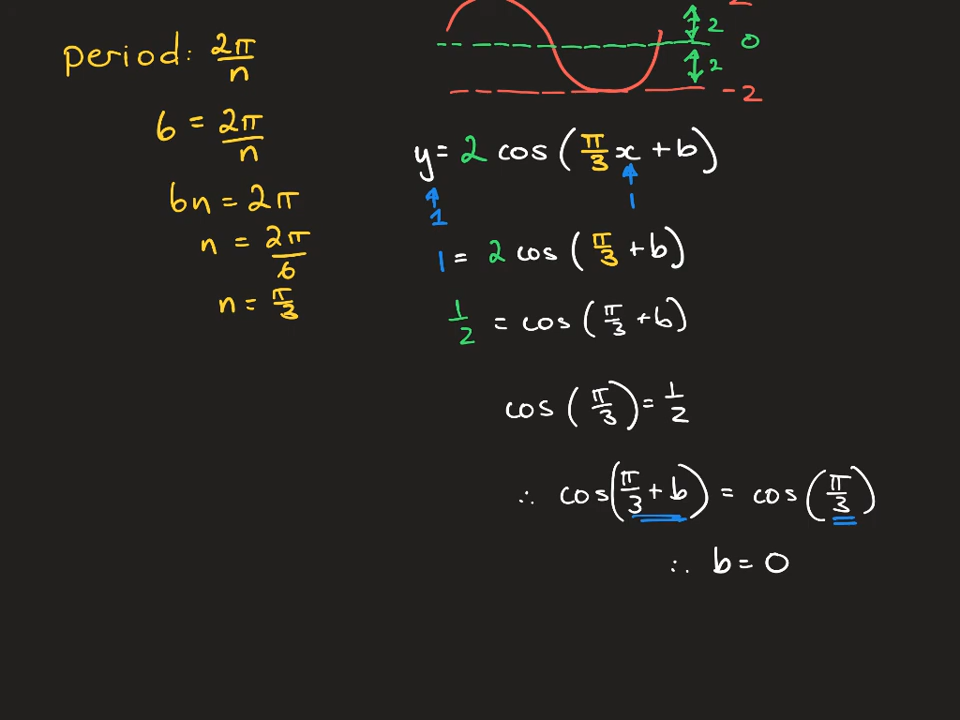 2
2
0
2
-2
period: 2π/n
6 = 2π/n
6n = 2π
n = 2π/6
n = π/3
y = 2 cos (π/3 x + b)
1 1
1 = 2 cos (π/3 + b)
1/2 = cos (π/3 + b)
cos (π/3) = 1/2
∴ cos(π/3 + b) = cos (π/3)
∴ b = 0